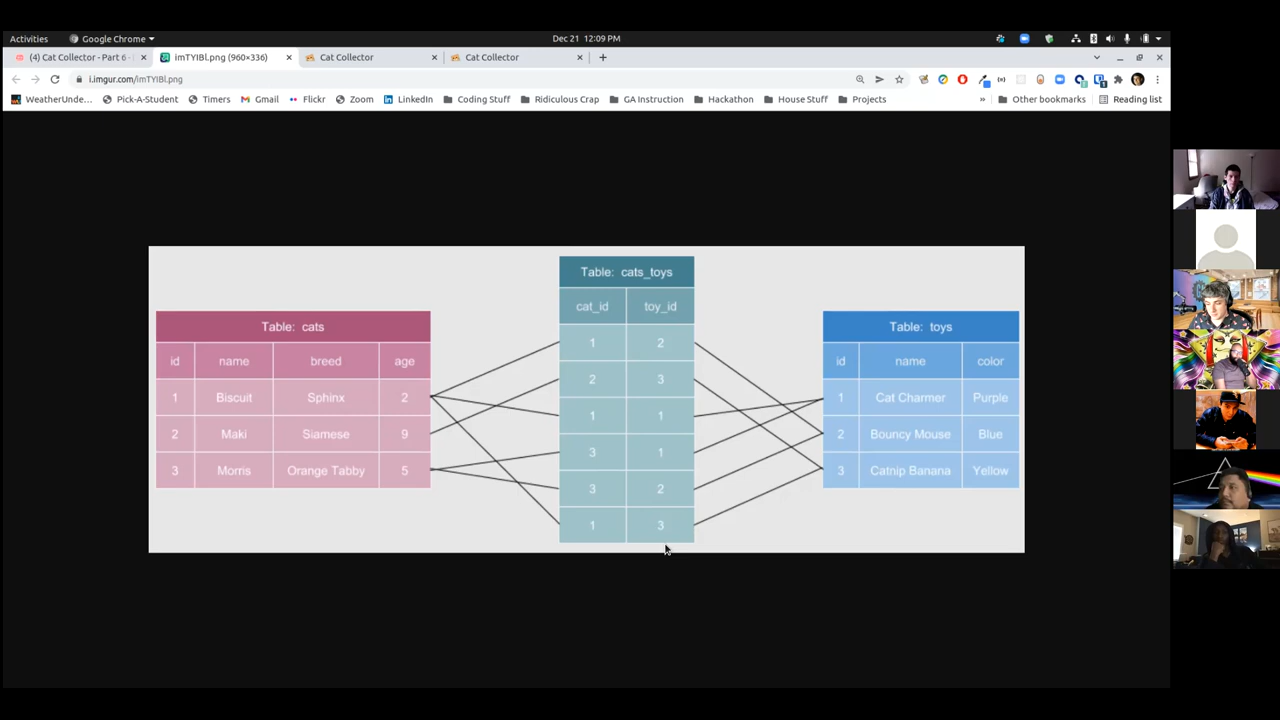 Activities Google Chrome Dec 21 12:09 PM
(4) Cat Collector - Part 6 - imTYIBl.png (960×336) Cat Collector Cat Collector
i.imgur.com/imTYIBl.png
WeatherUnde... Pick-A-Student Timers Gmail Flickr Zoom LinkedIn Coding Stuff Ridiculous Crap GA Instruction Hackathon House Stuff Projects » Other bookmarks Reading list
Table: cats_toys
cat_id toy_id
1 2
2 3
1 1
3 1
3 2
1 3
Table: cats
id name breed age
1 Biscuit Sphinx 2
2 Maki Siamese 9
3 Morris Orange Tabby 5
Table: toys
id name color
1 Cat Charmer Purple
2 Bouncy Mouse Blue
3 Catnip Banana Yellow